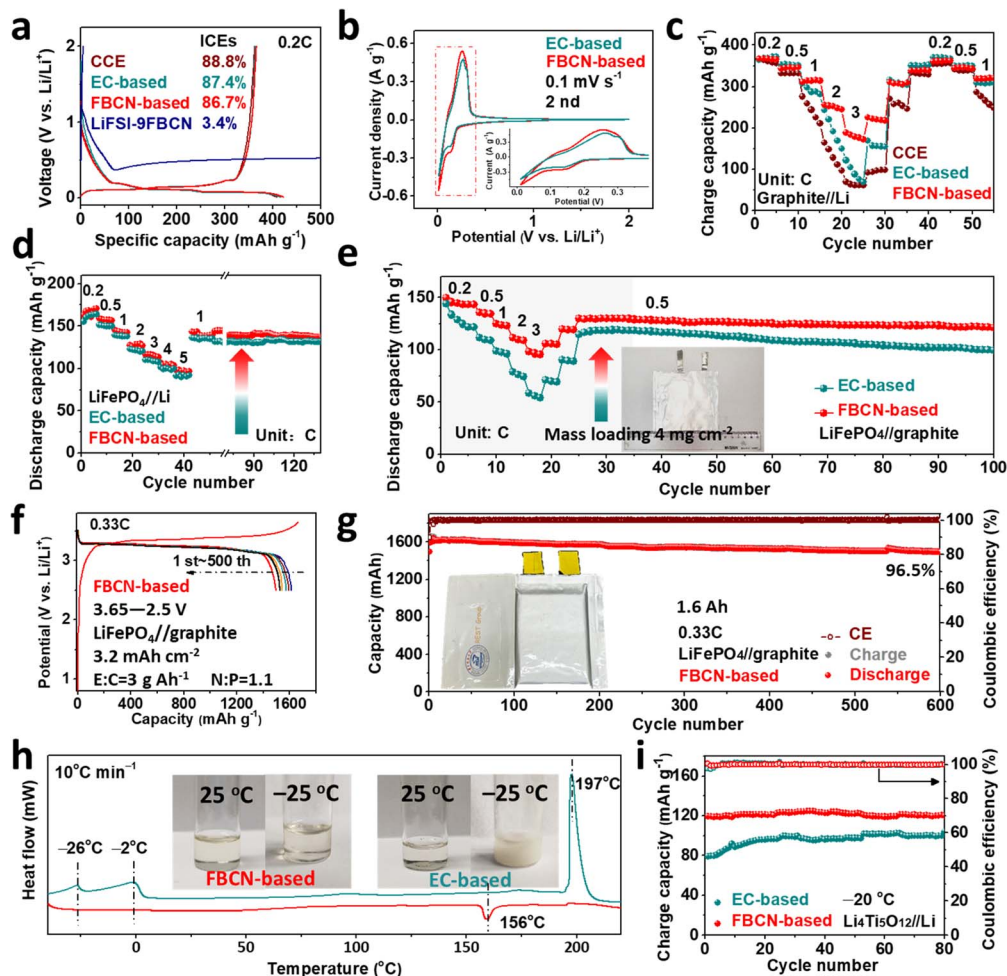 a
ICEs
0.2C
CCE 88.8%
EC-based 87.4%
FBCN-based 86.7%
LiFSI-9FBCN 3.4%
Voltage (V vs. Li/Li⁺)
2
1
0
0 100 200 300 400 500
Specific capacity (mAh g⁻¹)
b
EC-based
FBCN-based
0.1 mV s⁻¹
2 nd
Current density (A g⁻¹)
0.6
0.3
0.0
-0.3
-0.6
Current (A g⁻¹)
0.3
0.0
-0.3
0.0 0.1 0.2 0.3
Potential (V)
0 1 2
Potential (V vs. Li/Li⁺)
c
0.2
0.5
1
2
3
0.2
0.5
1
CCE
EC-based
FBCN-based
Unit: C
Graphite//Li
Charge capacity (mAh g⁻¹)
400
300
200
100
0
0 10 20 30 40 50
Cycle number
d
0.2
0.5
1
2
3
4
5
1
LiFePO₄//Li
EC-based
FBCN-based
Unit: C
Discharge capacity (mAh g⁻¹)
200
150
100
50
0
0 20 40 90 120
Cycle number
e
0.2
0.5
1
2
3
0.5
Unit: C
Mass loading 4 mg cm⁻²
EC-based
FBCN-based
LiFePO₄//graphite
Discharge capacity (mAh g⁻¹)
200
150
100
50
0
0 10 20 30 40 50 60 70 80 90 100
Cycle number
f
0.33C
1 st~500 th
FBCN-based
3.65—2.5 V
LiFePO₄//graphite
3.2 mAh cm⁻²
E:C=3 g Ah⁻¹ N:P=1.1
Potential (V vs. Li/Li⁺)
3
2
1
0 400 800 1200 1600
Capacity (mAh g⁻¹)
g
96.5%
1.6 Ah
0.33C
LiFePO₄//graphite
FBCN-based
CE
Charge
Discharge
Capacity (mAh)
1600
1200
800
400
0
Coulombic efficiency (%)
100
80
60
40
20
0
0 100 200 300 400 500 600
Cycle number
h
10°C min⁻¹
25 °C
−25 °C
FBCN-based
25 °C
−25 °C
EC-based
197°C
−26°C
−2°C
156°C
Heat flow (mW)
0 50 100 150 200
Temperature (°C)
i
EC-based
FBCN-based
−20 °C
Li₄Ti₅O₁₂//Li
Charge capacity (mAh g⁻¹)
160
120
80
40
Coulombic efficiency (%)
100
80
60
40
20
0
0 20 40 60 80
Cycle number